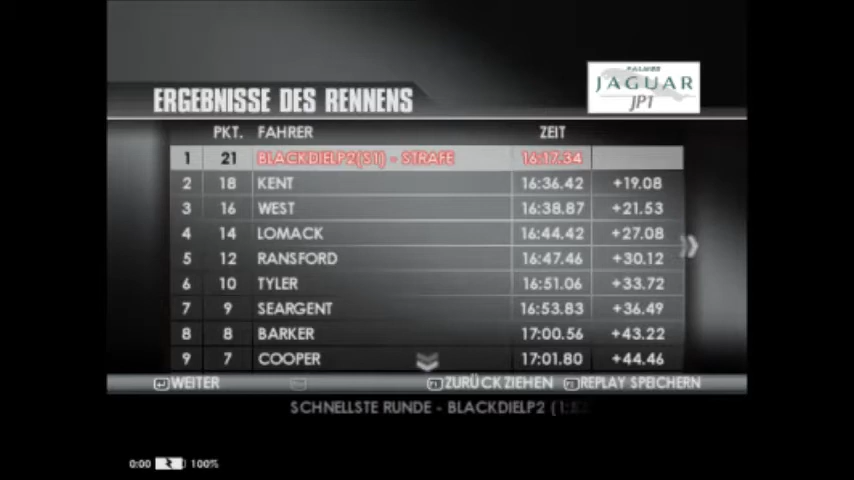 ERGEBNISSE DES RENNENS
PALMER
JAGUAR
JP1
PKT. FAHRER ZEIT
1 21 BLACKDIELP2(S1) - STRAFE 16:17.34
2 18 KENT 16:36.42 +19.08
3 16 WEST 16:38.87 +21.53
4 14 LOMACK 16:44.42 +27.08
5 12 RANSFORD 16:47.46 +30.12
6 10 TYLER 16:51.06 +33.72
7 9 SEARGENT 16:53.83 +36.49
8 8 BARKER 17:00.56 +43.22
9 7 COOPER 17:01.80 +44.46
WEITER ZURÜCKZIEHEN REPLAY SPEICHERN
SCHNELLSTE RUNDE - BLACKDIELP2
0:00 100%